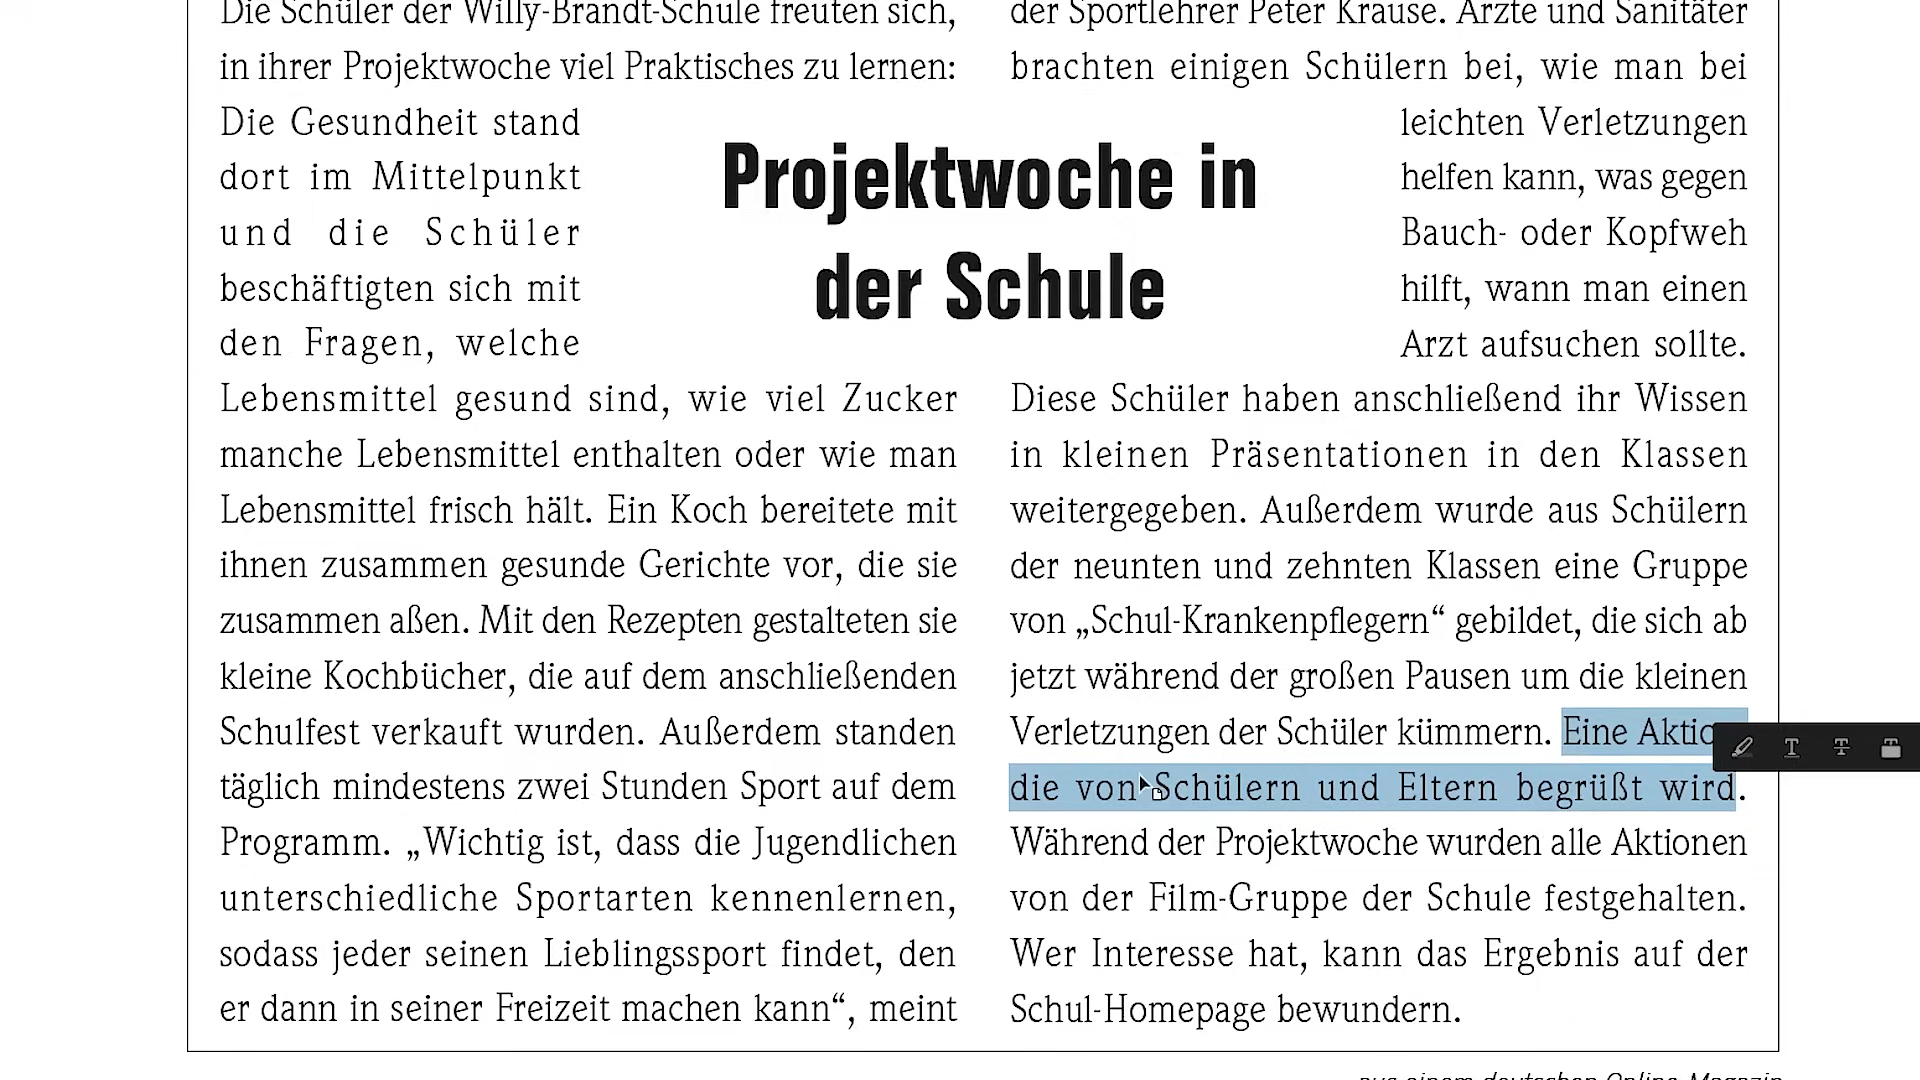 Die Schüler der Willy-Brandt-Schule freuten sich,
in ihrer Projektwoche viel Praktisches zu lernen:
Die Gesundheit stand
dort im Mittelpunkt
und die Schüler
beschäftigten sich mit
den Fragen, welche
Lebensmittel gesund sind, wie viel Zucker
manche Lebensmittel enthalten oder wie man
Lebensmittel frisch hält. Ein Koch bereitete mit
ihnen zusammen gesunde Gerichte vor, die sie
zusammen aßen. Mit den Rezepten gestalteten sie
kleine Kochbücher, die auf dem anschließenden
Schulfest verkauft wurden. Außerdem standen
täglich mindestens zwei Stunden Sport auf dem
Programm. „Wichtig ist, dass die Jugendlichen
unterschiedliche Sportarten kennenlernen,
sodass jeder seinen Lieblingssport findet, den
er dann in seiner Freizeit machen kann“, meint
Projektwoche in
der Schule
der Sportlehrer Peter Krause. Ärzte und Sanitäter
brachten einigen Schülern bei, wie man bei
leichten Verletzungen
helfen kann, was gegen
Bauch- oder Kopfweh
hilft, wann man einen
Arzt aufsuchen sollte.
Diese Schüler haben anschließend ihr Wissen
in kleinen Präsentationen in den Klassen
weitergegeben. Außerdem wurde aus Schülern
der neunten und zehnten Klassen eine Gruppe
von „Schul-Krankenpflegern“ gebildet, die sich ab
jetzt während der großen Pausen um die kleinen
Verletzungen der Schüler kümmern. Eine
die von Schülern und Eltern begrüßt wird.
Während der Projektwoche wurden alle Aktionen
von der Film-Gruppe der Schule festgehalten.
Wer Interesse hat, kann das Ergebnis auf der
Schul-Homepage bewundern.
aus einem deutschen Online-Magazin